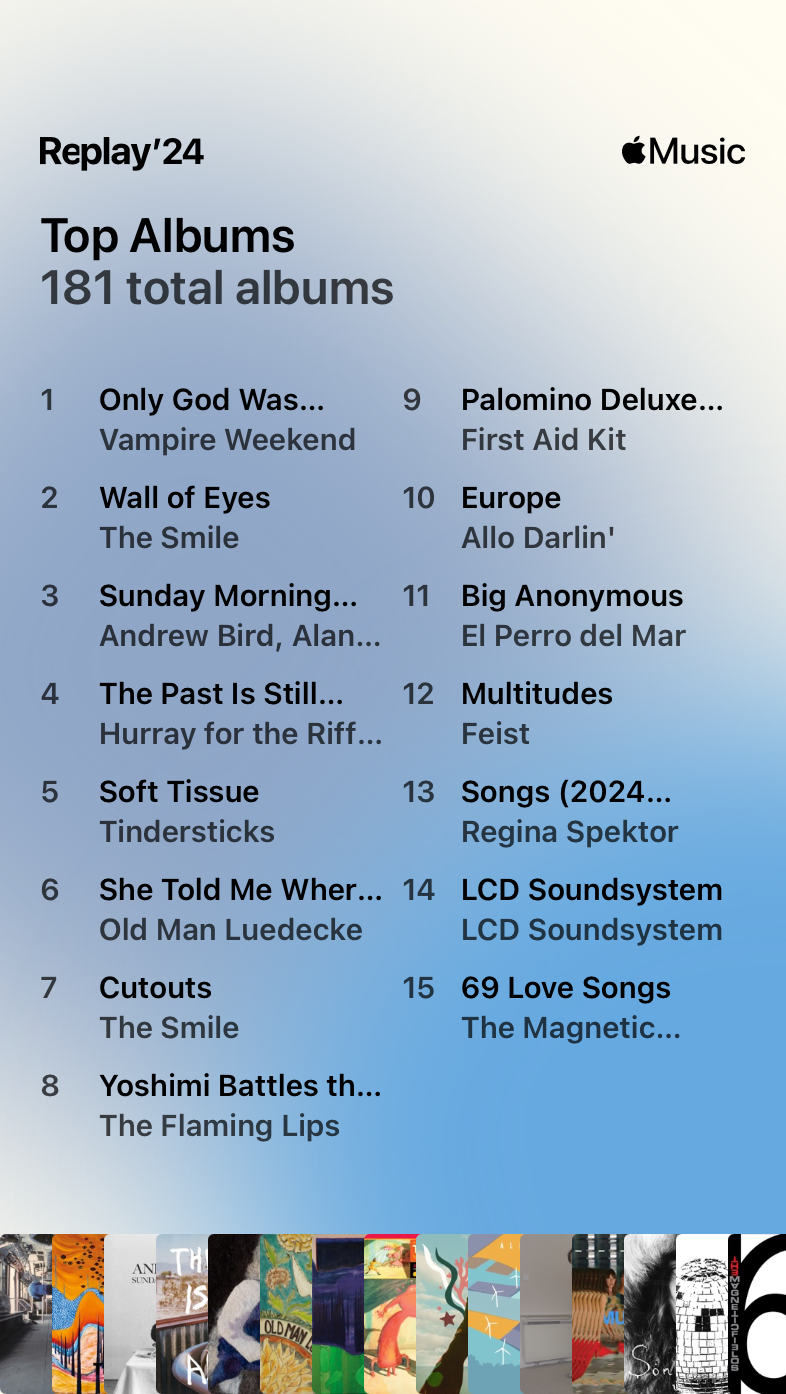 Replay'24
Music
Top Albums
181 total albums
1 Only God Was...
Vampire Weekend
2 Wall of Eyes
The Smile
3 Sunday Morning...
Andrew Bird, Alan...
4 The Past Is Still...
Hurray for the Riff...
5 Soft Tissue
Tindersticks
6 She Told Me Wher...
Old Man Luedecke
7 Cutouts
The Smile
8 Yoshimi Battles th...
The Flaming Lips
9 Palomino Deluxe...
First Aid Kit
10 Europe
Allo Darlin'
11 Big Anonymous
El Perro del Mar
12 Multitudes
Feist
13 Songs (2024...
Regina Spektor
14 LCD Soundsystem
LCD Soundsystem
15 69 Love Songs
The Magnetic...
AN
SUND
TH
IS
A
OLD MAN
Son
THE MAGNETIC FIELDS
6